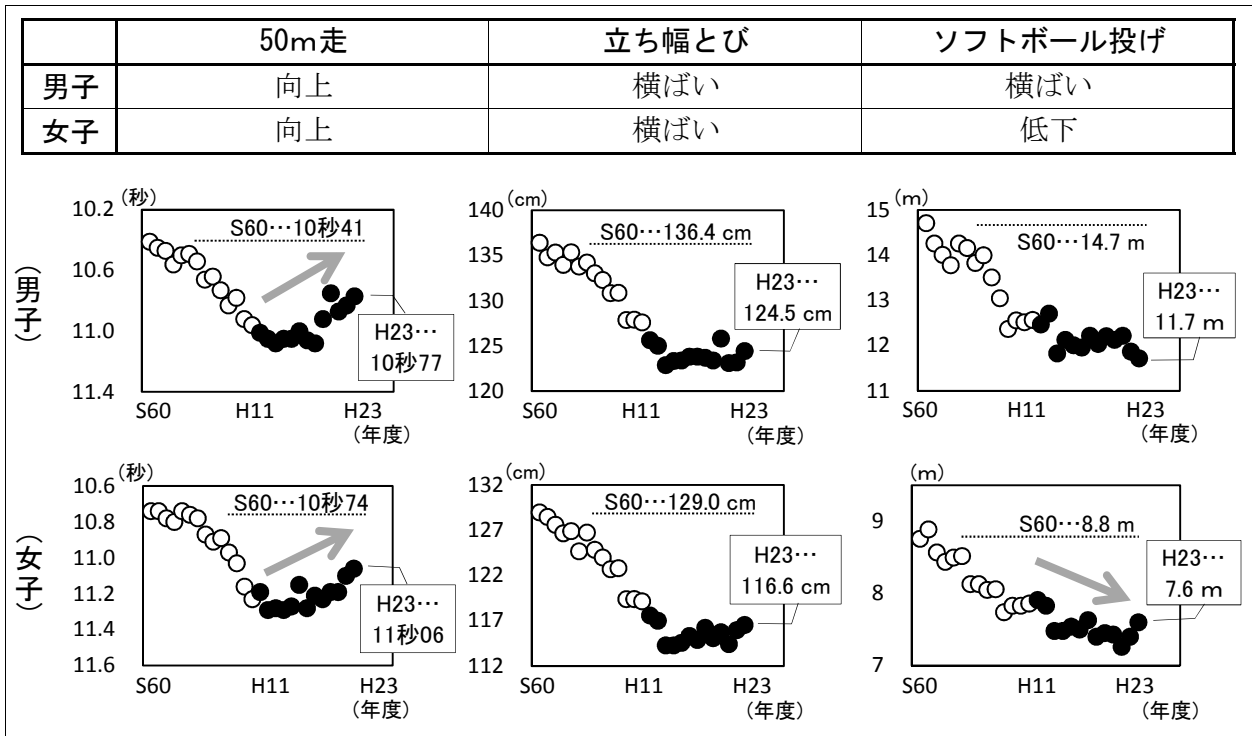 50m走 立ち幅とび ソフトボール投げ
男子 向上 横ばい 横ばい
女子 向上 横ばい 低下
(男子)
(秒)
10.2
10.6
11.0
11.4
S60…10秒41
H23…
10秒77
S60 H11 H23
(年度)
(cm)
140
135
130
125
120
S60…136.4 cm
H23…
124.5 cm
S60 H11 H23
(年度)
(m)
15
14
13
12
11
S60…14.7 m
H23…
11.7 m
S60 H11 H23
(年度)
(女子)
(秒)
10.6
10.8
11.0
11.2
11.4
11.6
S60…10秒74
H23…
11秒06
S60 H11 H23
(年度)
(cm)
132
127
122
117
112
S60…129.0 cm
H23…
116.6 cm
S60 H11 H23
(年度)
(m)
9
8
7
S60…8.8 m
H23…
7.6 m
S60 H11 H23
(年度)